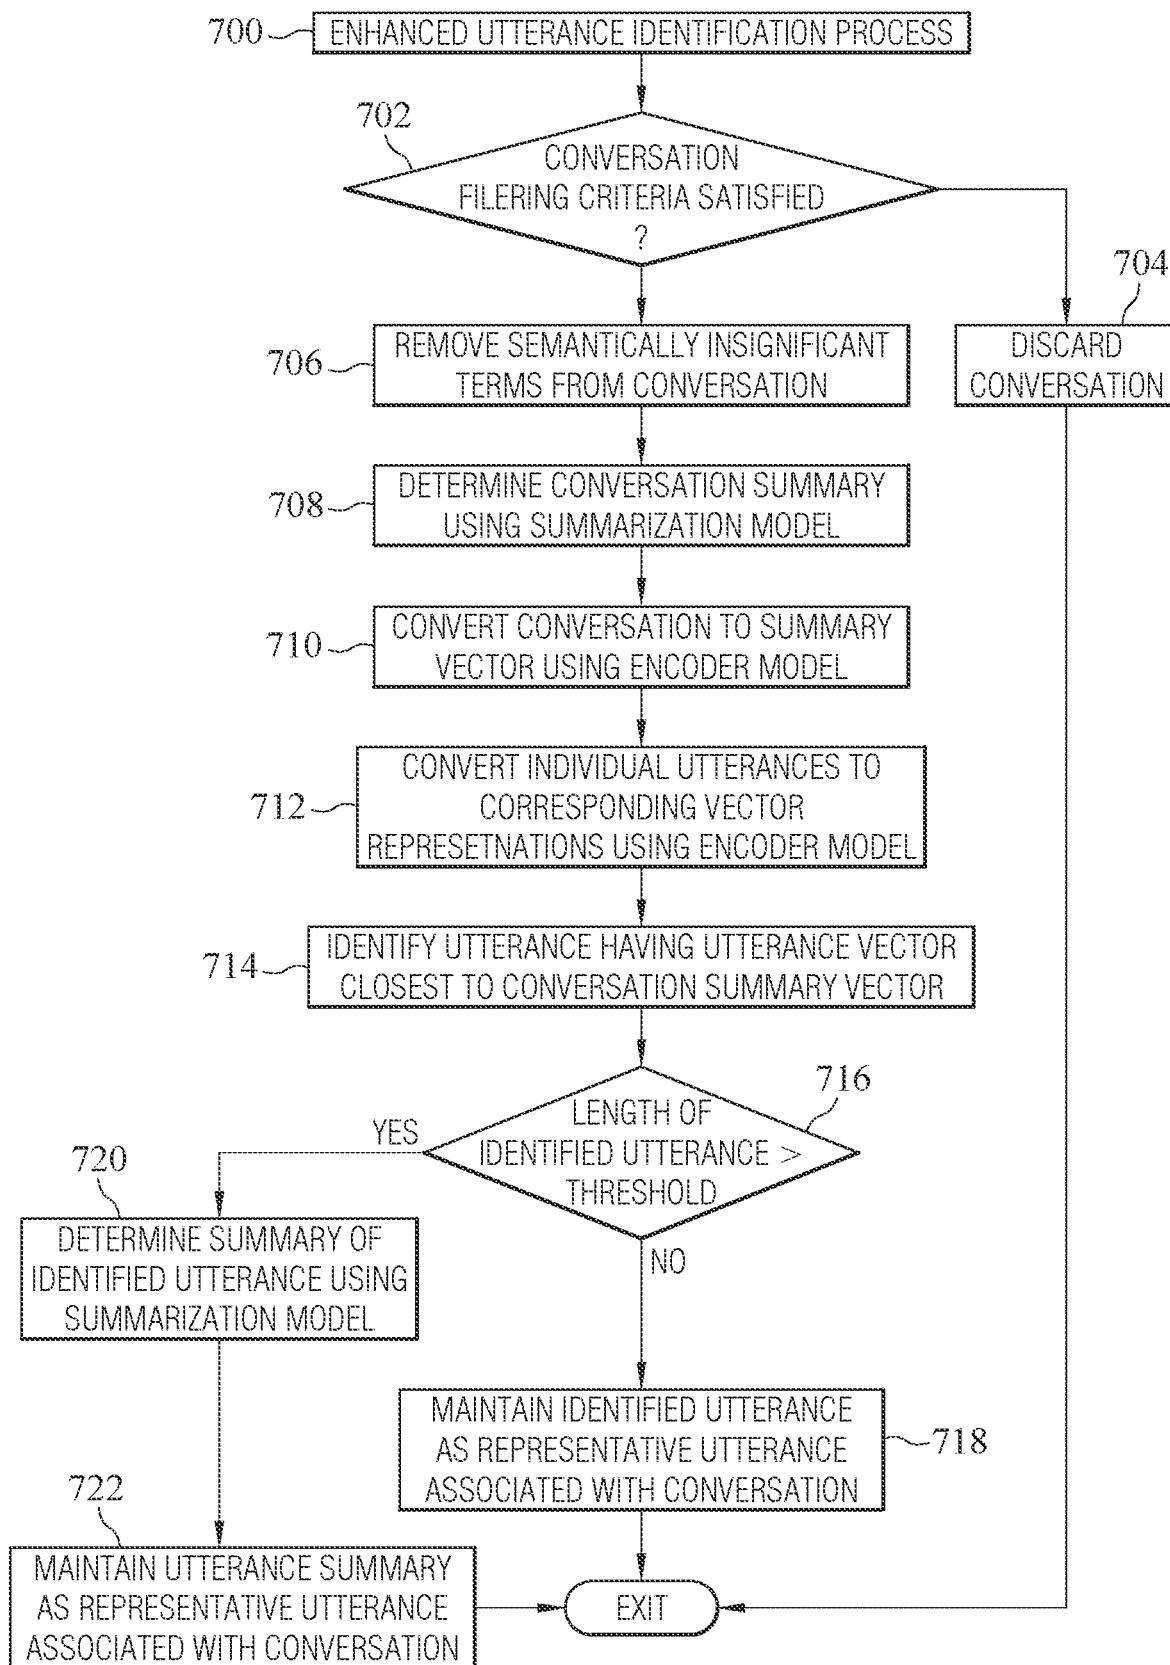 700
ENHANCED UTTERANCE IDENTIFICATION PROCESS
702
CONVERSATION
FILERING CRITERIA SATISFIED
?
704
DISCARD
CONVERSATION
706
REMOVE SEMANTICALLY INSIGNIFICANT
TERMS FROM CONVERSATION
708
DETERMINE CONVERSATION SUMMARY
USING SUMMARIZATION MODEL
710
CONVERT CONVERSATION TO SUMMARY
VECTOR USING ENCODER MODEL
712
CONVERT INDIVIDUAL UTTERANCES TO
CORRESPONDING VECTOR
REPRESETNATIONS USING ENCODER MODEL
714
IDENTIFY UTTERANCE HAVING UTTERANCE VECTOR
CLOSEST TO CONVERSATION SUMMARY VECTOR
716
LENGTH OF
IDENTIFIED UTTERANCE >
THRESHOLD
YES
NO
720
DETERMINE SUMMARY OF
IDENTIFIED UTTERANCE USING
SUMMARIZATION MODEL
MAINTAIN IDENTIFIED UTTERANCE
AS REPRESENTATIVE UTTERANCE
ASSOCIATED WITH CONVERSATION
718
722
MAINTAIN UTTERANCE SUMMARY
AS REPRESENTATIVE UTTERANCE
ASSOCIATED WITH CONVERSATION
EXIT